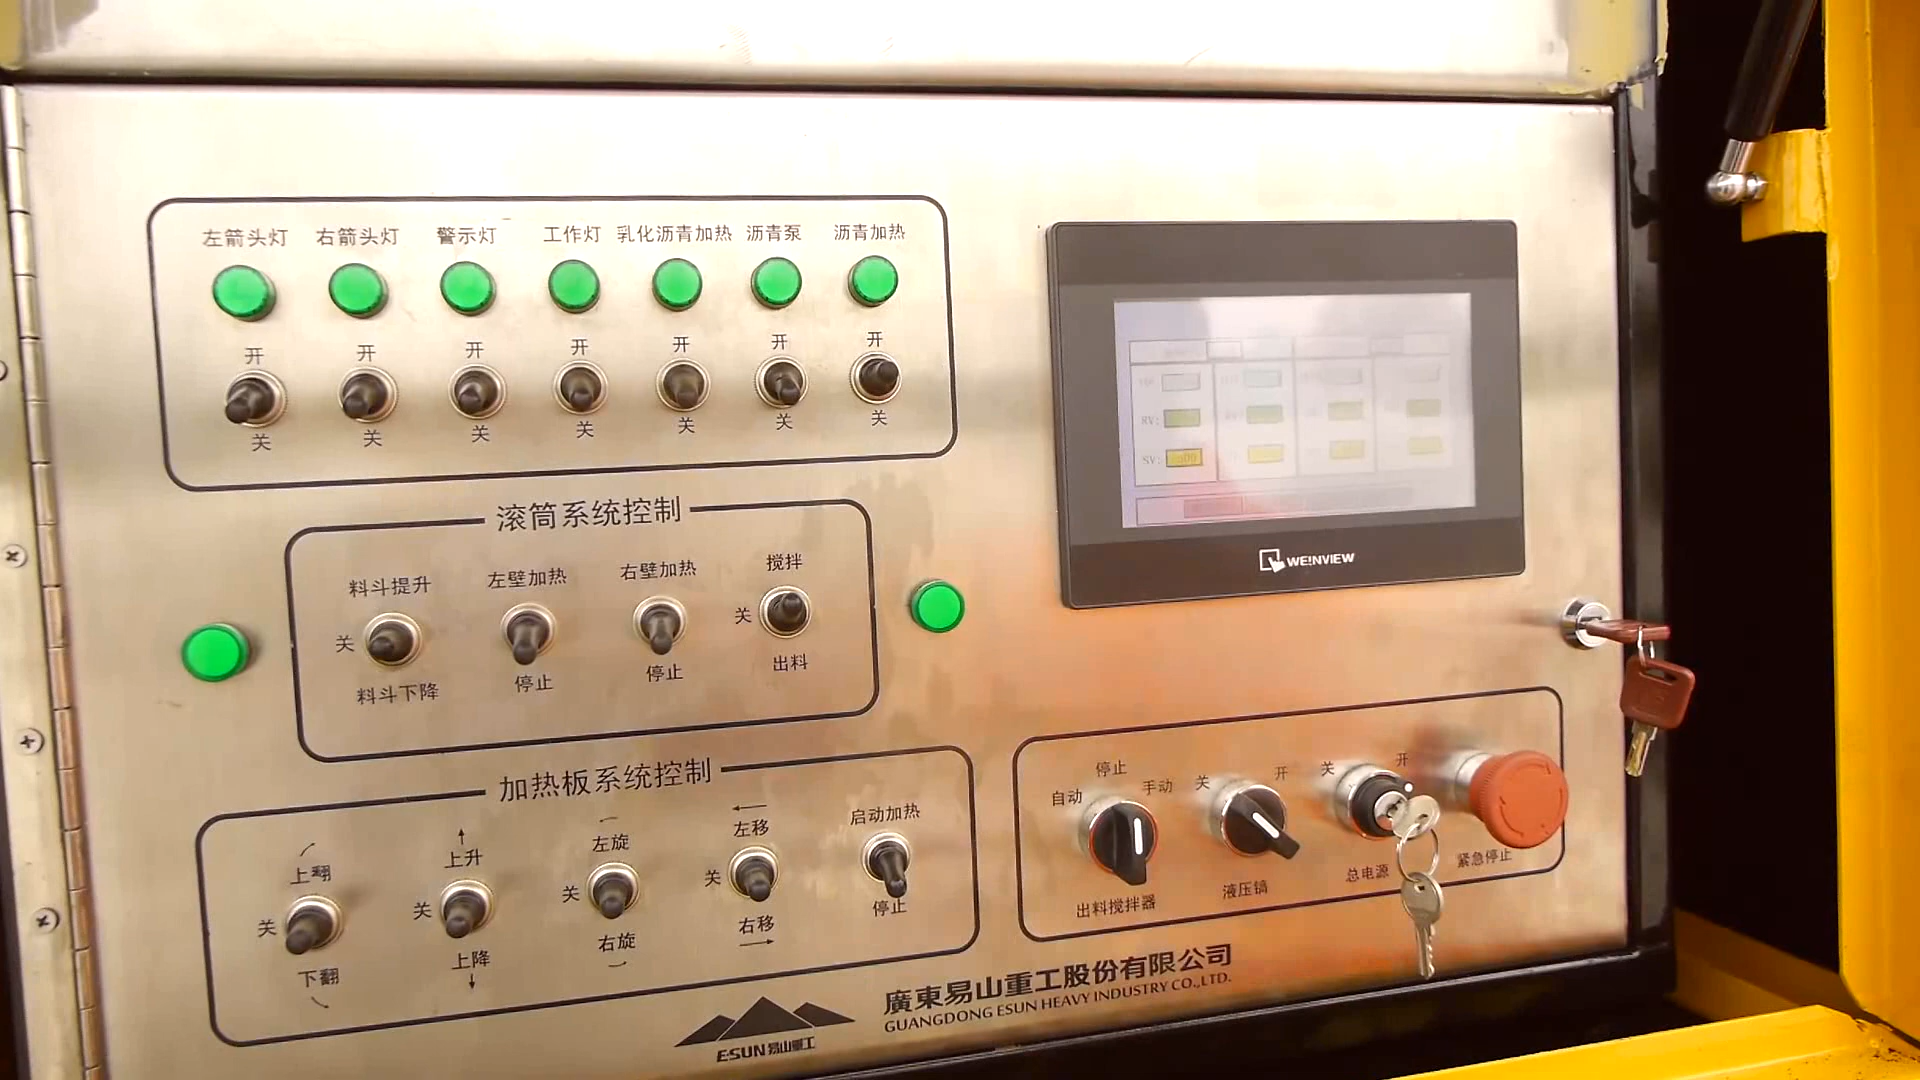 左箭头灯 右箭头灯 警示灯 工作灯 乳化沥青加热 沥青泵 沥青加热
开 开 开 开 开 开 开
关 关 关 关 关 关 关
滚筒系统控制
料斗提升 左壁加热 右壁加热 搅拌
关 关
料斗下降 停止 停止 出料
加热板系统控制
上翻 上升 左旋 左移 启动加热
关 关 关 关
下翻 上降 右旋 右移 停止
RV:
SV:
WEINVIEW
停止
自动 手动 关 开 关 开
出料搅拌器 液压镐 总电源 紧急停止
E·SUN 易山重工
廣東易山重工股份有限公司
GUANGDONG ESUN HEAVY INDUSTRY CO.,LTD.